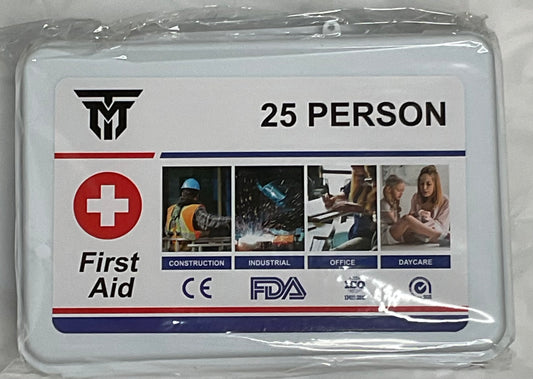 25 PERSON
First
Aid
CONSTRUCTION
INDUSTRIAL
OFFICE
DAYCARE
CE
FDA